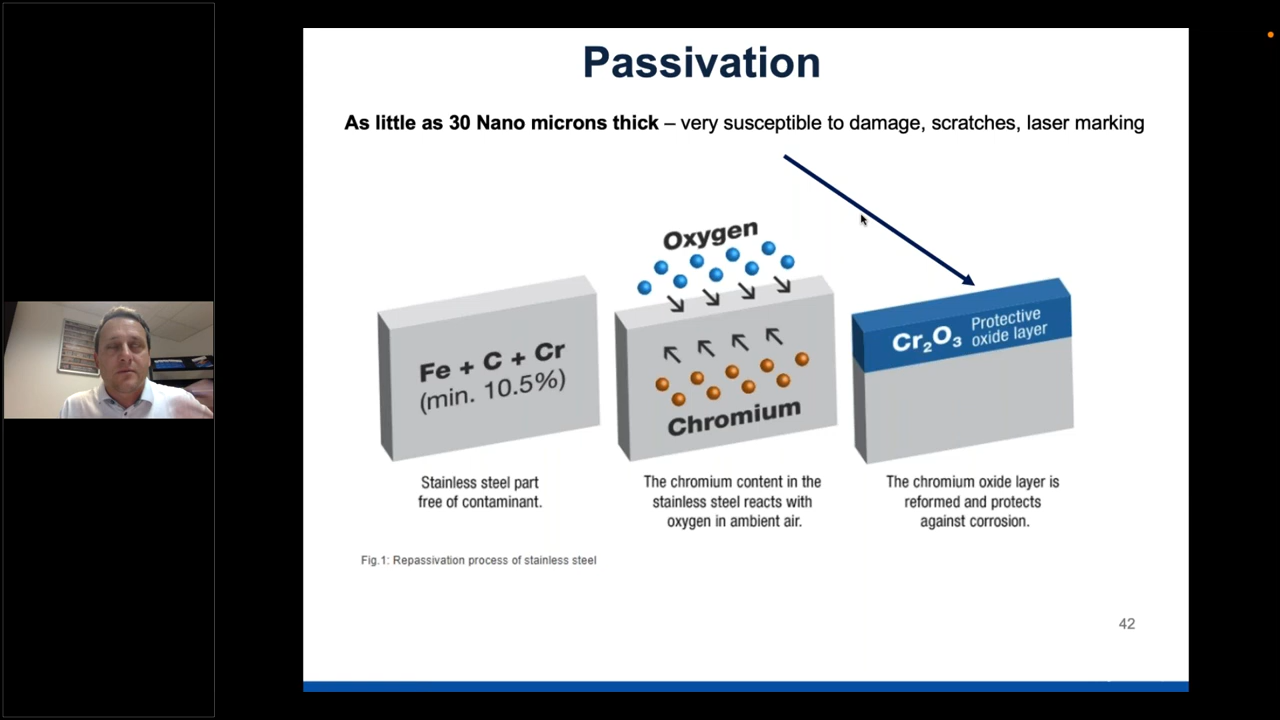 Passivation
As little as 30 Nano microns thick – very susceptible to damage, scratches, laser marking
Oxygen
Fe + C + Cr
(min. 10.5%)
Chromium
Cr₂O₃ Protective
oxide layer
Stainless steel part
free of contaminant.
The chromium content in the
stainless steel reacts with
oxygen in ambient air.
The chromium oxide layer is
reformed and protects
against corrosion.
Fig.1: Repassivation process of stainless steel
42